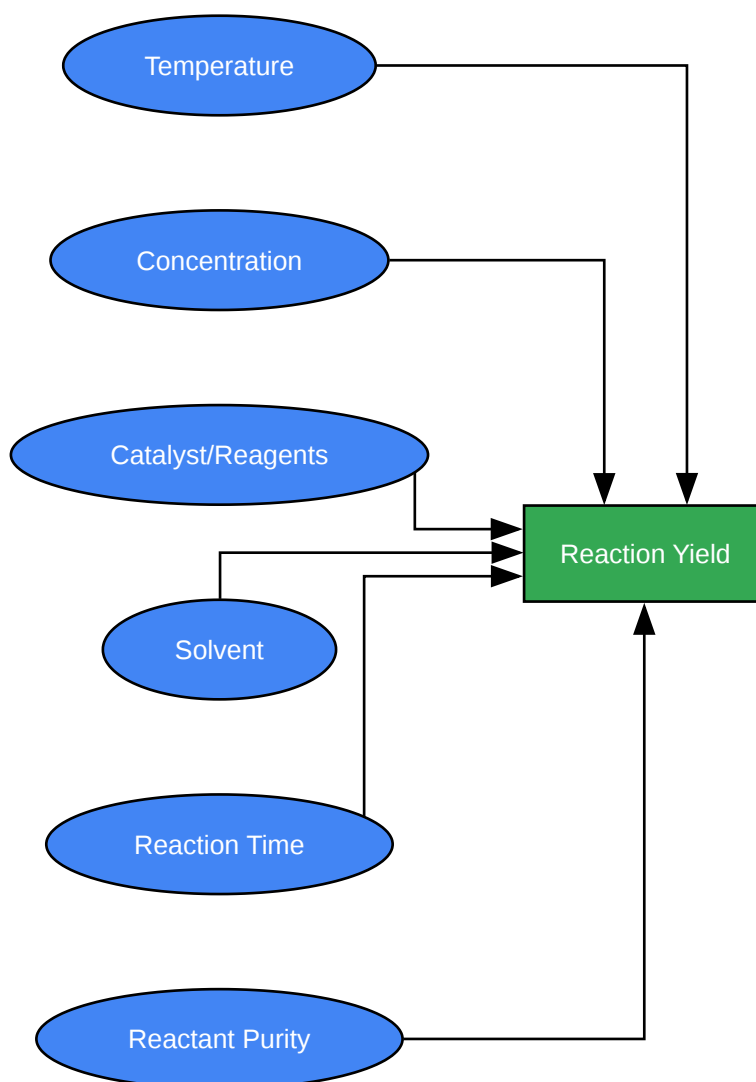 Temperature
Concentration
Catalyst/Reagents
Reaction Yield
Solvent
Reaction Time
Reactant Purity